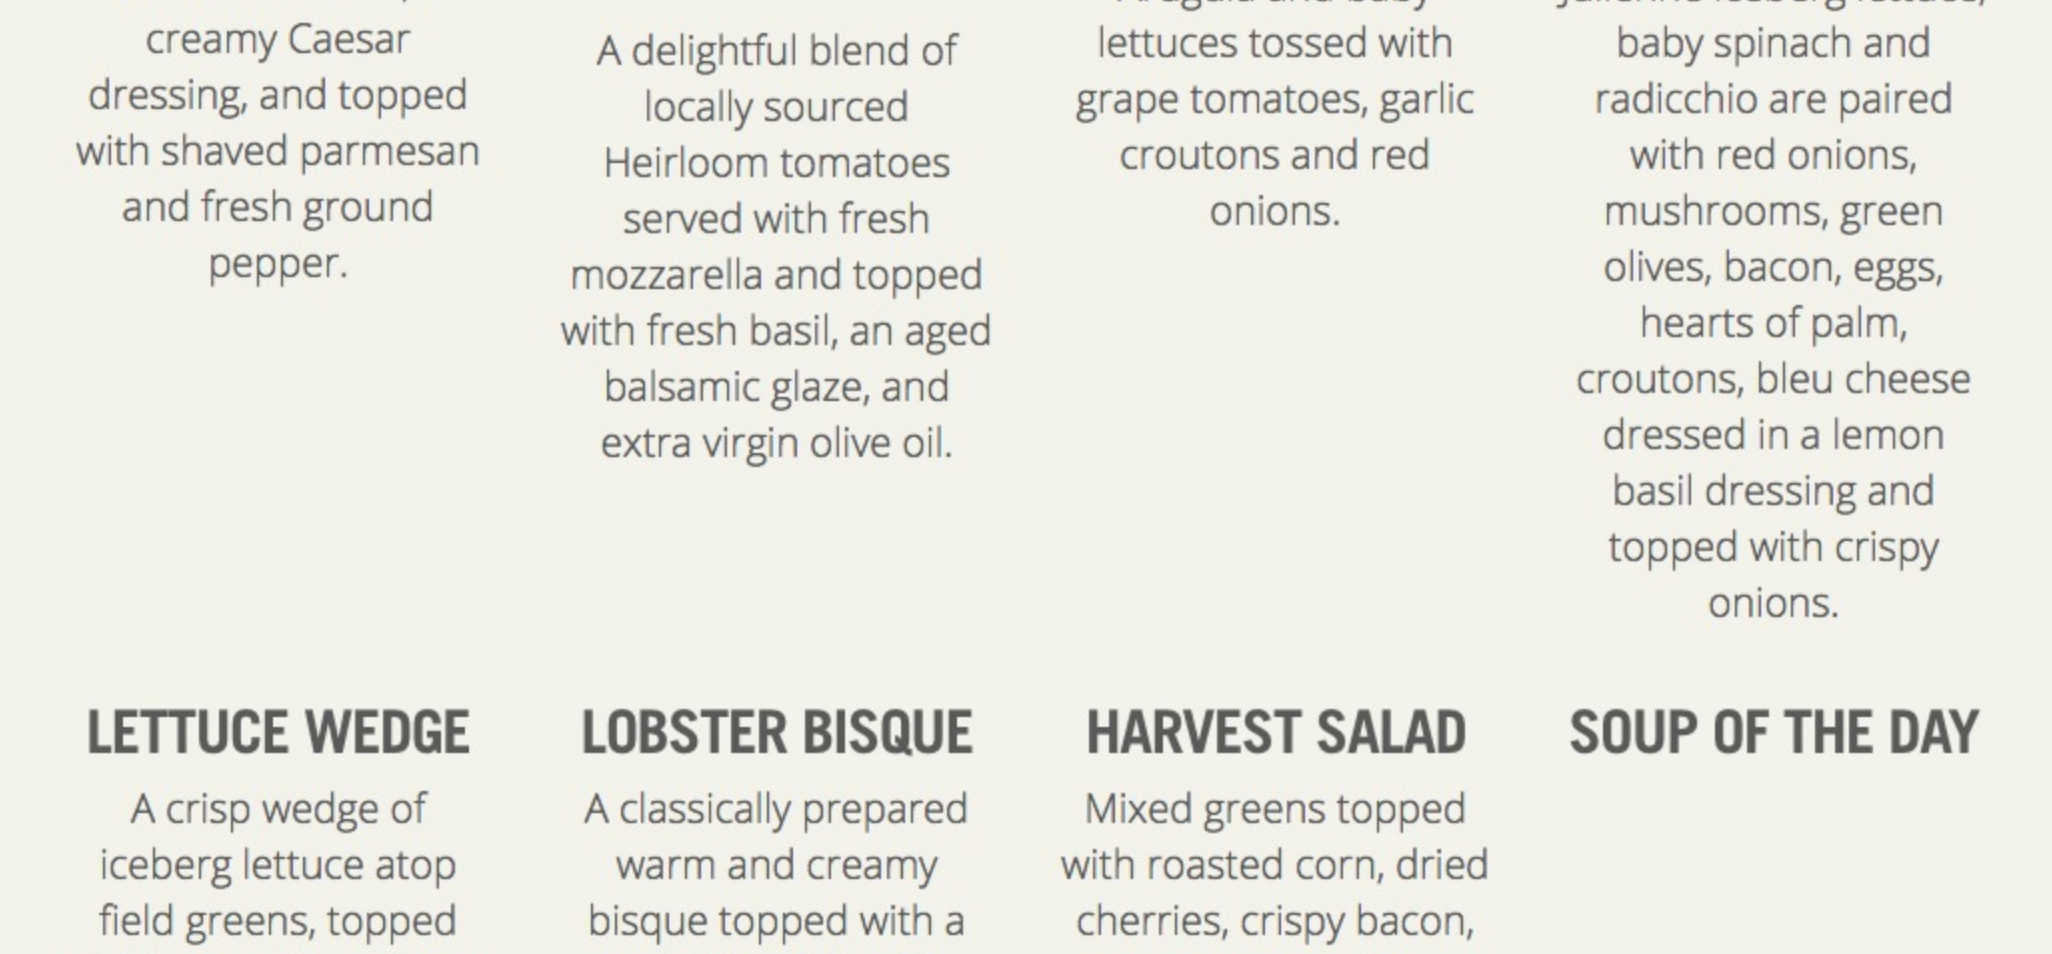 creamy Caesar
dressing, and topped
with shaved parmesan
and fresh ground
pepper.
A delightful blend of
locally sourced
Heirloom tomatoes
served with fresh
mozzarella and topped
with fresh basil, an aged
balsamic glaze, and
extra virgin olive oil.
Arugula and baby
lettuces tossed with
grape tomatoes, garlic
croutons and red
onions.
Julienne iceberg lettuce,
baby spinach and
radicchio are paired
with red onions,
mushrooms, green
olives, bacon, eggs,
hearts of palm,
croutons, bleu cheese
dressed in a lemon
basil dressing and
topped with crispy
onions.
LETTUCE WEDGE
A crisp wedge of
iceberg lettuce atop
field greens, topped
LOBSTER BISQUE
A classically prepared
warm and creamy
bisque topped with a
HARVEST SALAD
Mixed greens topped
with roasted corn, dried
cherries, crispy bacon,
SOUP OF THE DAY